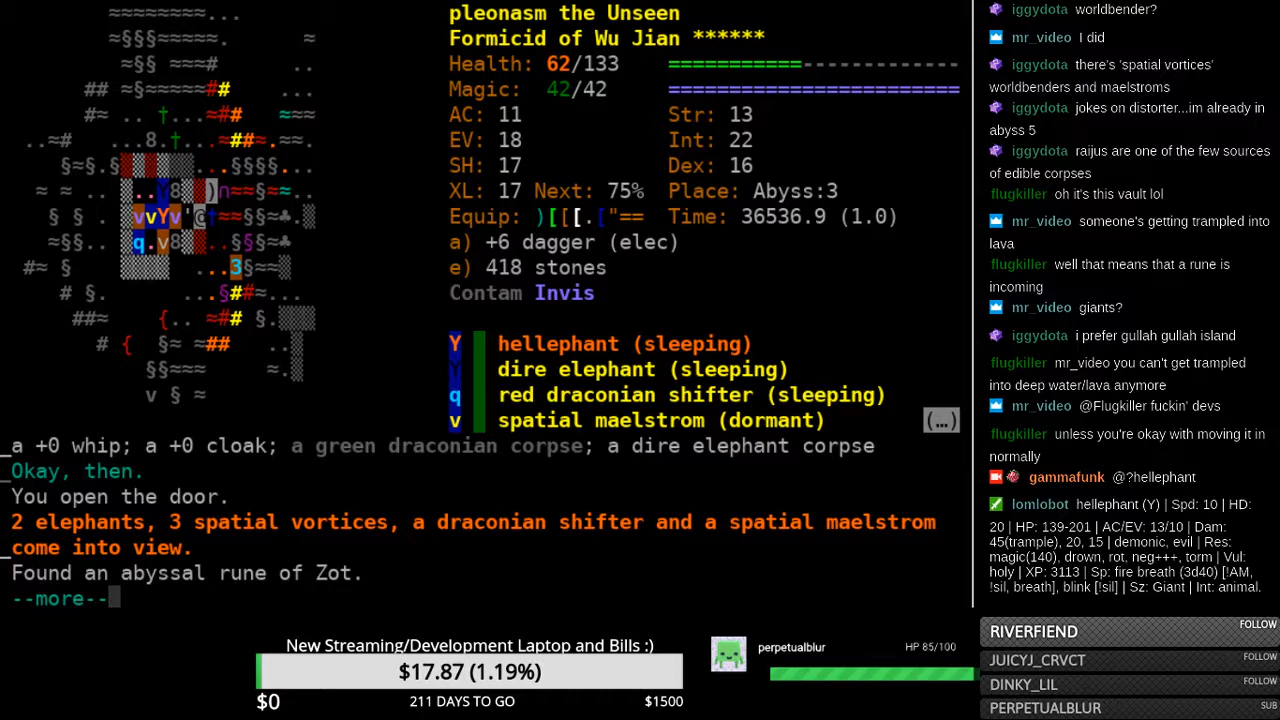 pleonasm the Unseen
Formicid of Wu Jian ******
Health: 62/133
Magic: 42/42
AC: 11 Str: 13
EV: 18 Int: 22
SH: 17 Dex: 16
XL: 17 Next: 75% Place: Abyss:3
Equip: )[[[.["== Time: 36536.9 (1.0)
a) +6 dagger (elec)
e) 418 stones
Contam Invis
Y hellephant (sleeping)
Y dire elephant (sleeping)
q red draconian shifter (sleeping)
v spatial maelstrom (dormant) (…)
_a +0 whip; a +0 cloak; a green draconian corpse; a dire elephant corpse
_Okay, then.
You open the door.
2 elephants, 3 spatial vortices, a draconian shifter and a spatial maelstrom
_come into view.
Found an abyssal rune of Zot.
--more--
iggydota worldbender?
mr_video I did
iggydota there's 'spatial vortices'
worldbenders and maelstroms
iggydota jokes on distorter...im already in
abyss 5
iggydota raijus are one of the few sources
of edible corpses
flugkiller oh it's this vault lol
mr_video someone's getting trampled into
lava
flugkiller well that means that a rune is
incoming
mr_video giants?
iggydota i prefer gullah gullah island
flugkiller mr_video you can't get trampled
into deep water/lava anymore
mr_video @Flugkiller fuckin' devs
flugkiller unless you're okay with moving it in
normally
gammafunk @?hellephant
lomlobot hellephant (Y) | Spd: 10 | HD:
20 | HP: 139-201 | AC/EV: 13/10 | Dam:
45(trample), 20, 15 | demonic, evil | Res:
magic(140), drown, rot, neg+++, torm | Vul:
holy | XP: 3113 | Sp: fire breath (3d40) [!AM,
!sil, breath], blink [!sil] | Sz: Giant | Int: animal.
RIVERFIEND FOLLOW
JUICYJ_CRVCT FOLLOW
DINKY_LIL FOLLOW
PERPETUALBLUR SUB
New Streaming/Development Laptop and Bills :)
$17.87 (1.19%)
$0 211 DAYS TO GO $1500
perpetualblur HP 85/100